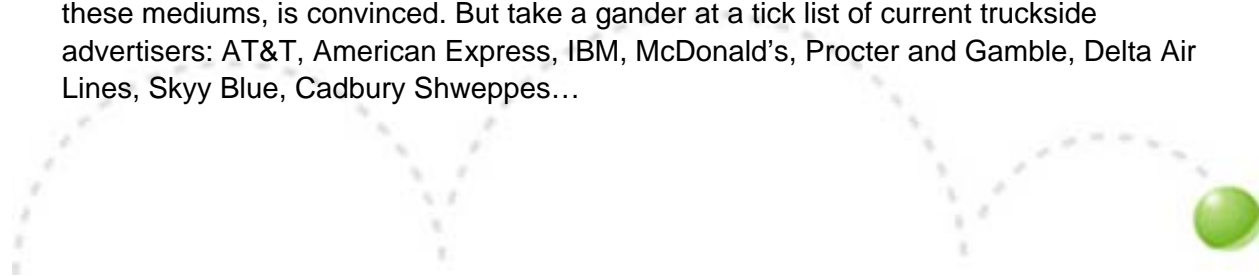 these mediums, is convinced. But take a gander at a tick list of current truckside
advertisers: AT&T, American Express, IBM, McDonald’s, Procter and Gamble, Delta Air
Lines, Skyy Blue, Cadbury Shweppes…